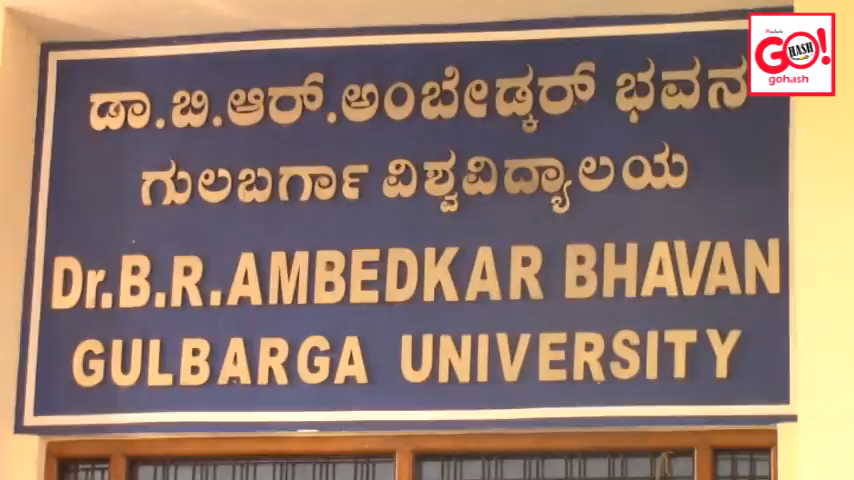 ಡಾ.ಬಿ.ಆರ್.ಅಂಬೇಡ್ಕರ್ ಭವನ
ಗುಲಬರ್ಗಾ ವಿಶ್ವವಿದ್ಯಾಲಯ
Dr.B.R.AMBEDKAR BHAVAN
GULBARGA UNIVERSITY
GO!
HASH
gohash